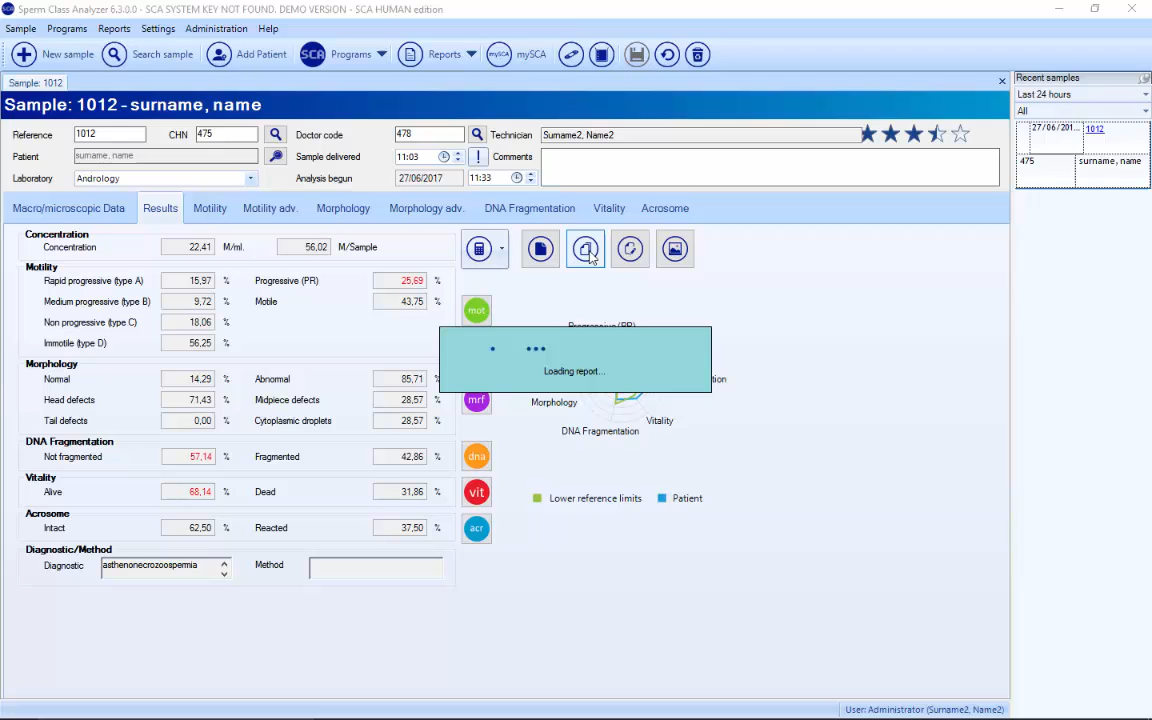 Sperm Class Analyzer 6.3.0.0 - SCA SYSTEM KEY NOT FOUND. DEMO VERSION - SCA HUMAN edition
Sample Programs Reports Settings Administration Help
New sample Search sample Add Patient SCA Programs Reports mySCA mySCA
Sample: 1012
Recent samples
Sample: 1012 - surname, name
Last 24 hours
All
Reference 1012 CHN 475 Doctor code 478 Technician Surname2, Name2
27/06/201... 1012
Patient surname, name Sample delivered 11:03 ! Comments
475 surname, name
Laboratory Andrology Analysis begun 27/06/2017 11:33
Macro/microscopic Data Results Motility Motility adv. Morphology Morphology adv. DNA Fragmentation Vitality Acrosome
Concentration
Concentration 22,41 M/ml. 56,02 M/Sample
Motility
Rapid progressive (type A) 15,97 % Progressive (PR) 25,69 %
Medium progressive (type B) 9,72 % Motile 43,75 %
mot
Non progressive (type C) 18,06 %
Immotile (type D) 56,25 %
Loading report...
Morphology
Normal 14,29 % Abnormal 85,71 %
Head defects 71,43 % Midpiece defects 28,57 %
mrf
Morphology
Tail defects 0,00 % Cytoplasmic droplets 28,57 %
Vitality
DNA Fragmentation
DNA Fragmentation
Not fragmented 57,14 % Fragmented 42,86 %
dna
Vitality
Alive 68,14 % Dead 31,86 %
vit
Lower reference limits Patient
Acrosome
Intact 62,50 % Reacted 37,50 %
acr
Diagnostic/Method
Diagnostic asthenonecrozoospermia Method
User: Administrator (Surname2, Name2)